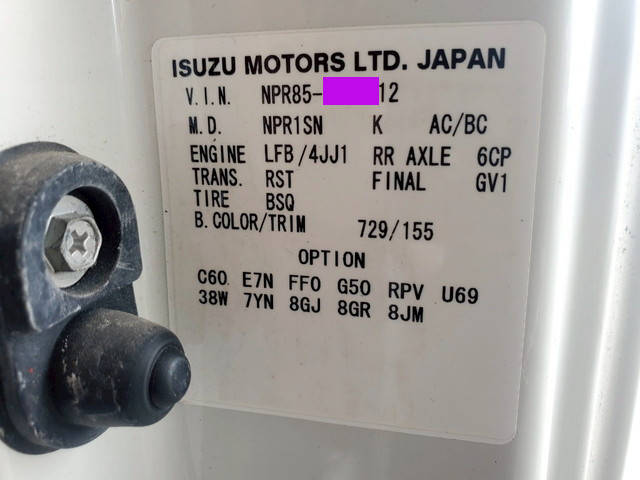 ISUZU MOTORS LTD. JAPAN
V.I.N. NPR85-12
M.D. NPR1SN K AC/BC
ENGINE LFB/4JJ1 RR AXLE 6CP
TRANS. RST FINAL GV1
TIRE BSQ
B.COLOR/TRIM 729/155
OPTION
C60 E7N FF0 G50 RPV U69
38W 7YN 8GJ 8GR 8JM